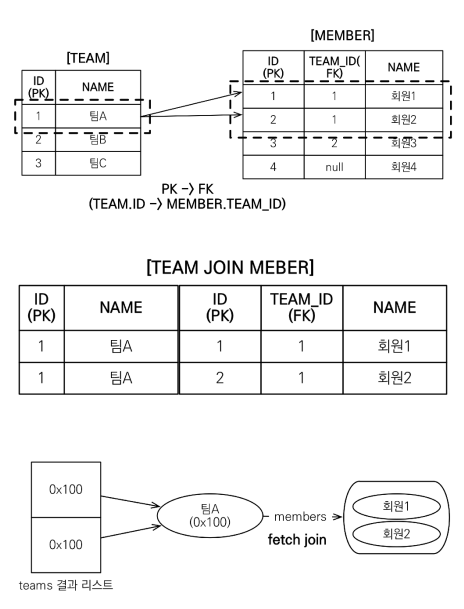 [TEAM]
ID
(PK)
NAME
1
팀A
2
팀B
3
팀C
[MEMBER]
ID
(PK)
TEAM_ID(
FK)
NAME
1
1
회원1
2
1
회원2
3
2
회원3
4
null
회원4
PK -> FK
(TEAM.ID -> MEMBER.TEAM_ID)
[TEAM JOIN MEBER]
ID
(PK)
NAME
ID
(PK)
TEAM_ID
(FK)
NAME
1
팀A
1
1
회원1
1
팀A
2
1
회원2
0x100
0x100
teams 결과 리스트
팀A
(0x100)
members
fetch join
회원1
회원2